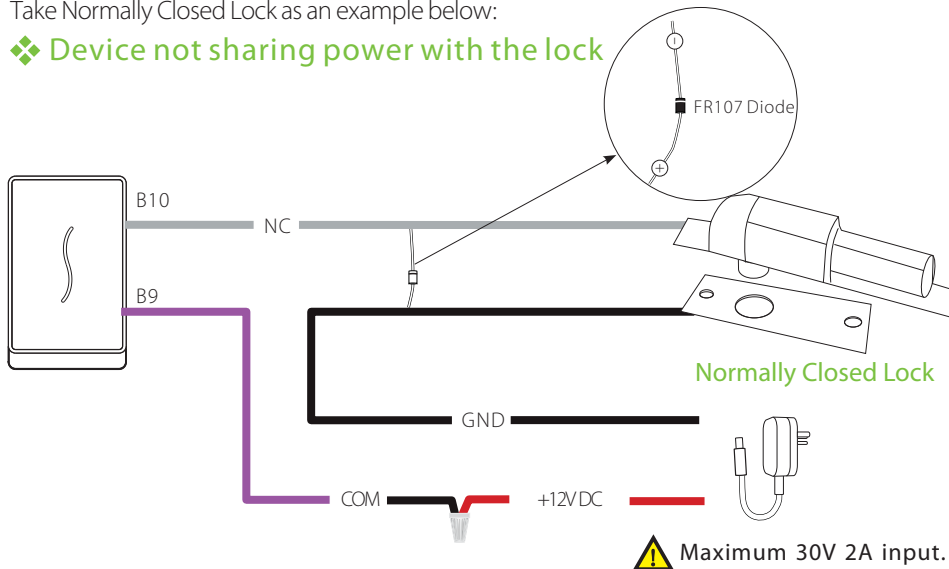 Take Normally Closed Lock as an example below:
❖ Device not sharing power with the lock
−
FR107 Diode
+
B10
NC
B9
Normally Closed Lock
GND
COM
+12V DC
Maximum 30V 2A input.